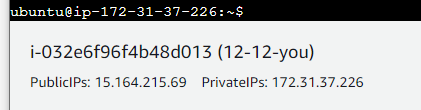 ubuntu@ip-172-31-37-226:~$
i-032e6f96f4b48d013 (12-12-you)
PublicIPs: 15.164.215.69 PrivateIPs: 172.31.37.226